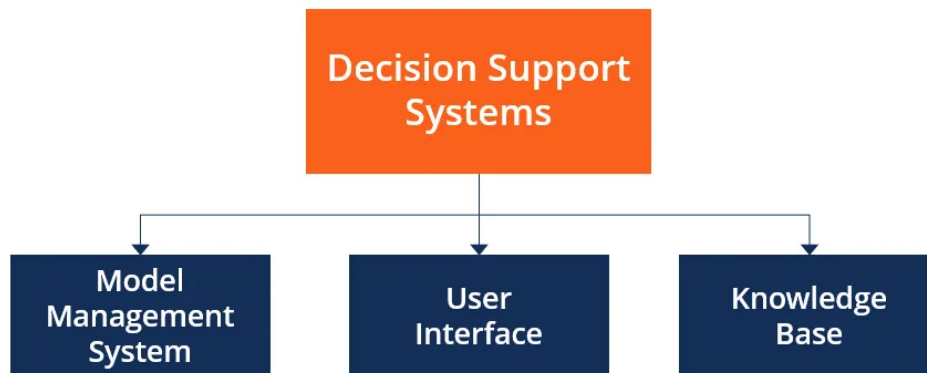 Decision Support
Systems
Model
Management
System
User
Interface
Knowledge
Base